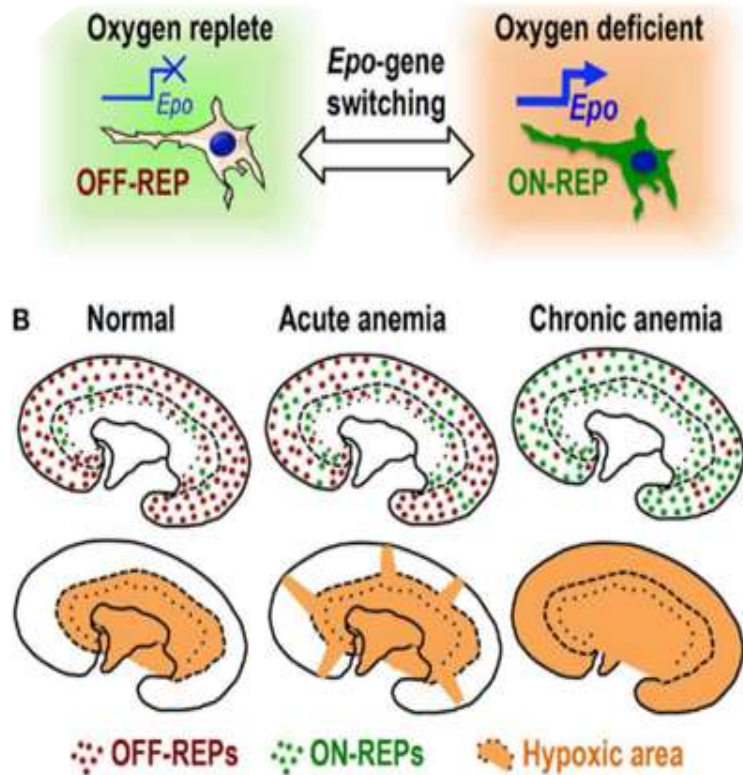 Oxygen replete
Oxygen deficient
Epo-gene
switching
Epo
Epo
OFF-REP
ON-REP
B
Normal
Acute anemia
Chronic anemia
OFF-REPs
ON-REPs
Hypoxic area